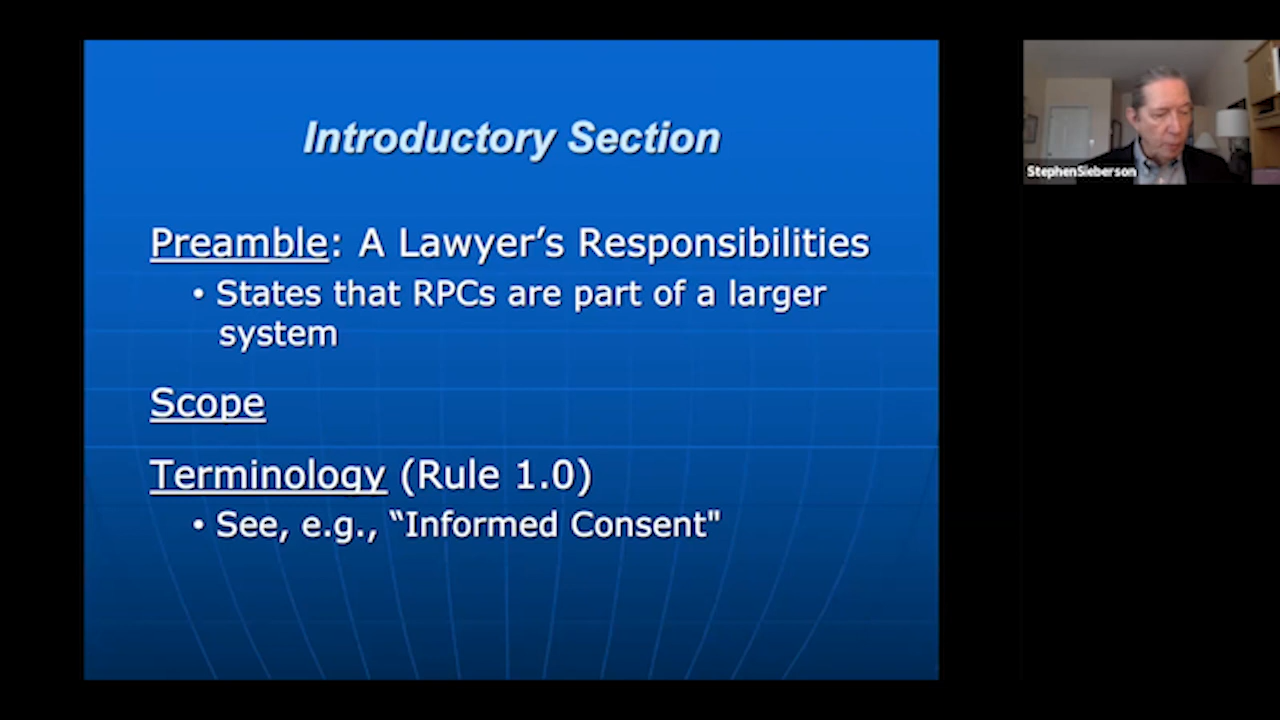 Introductory Section
Preamble: A Lawyer’s Responsibilities
• States that RPCs are part of a larger
system
Scope
Terminology (Rule 1.0)
• See, e.g., “Informed Consent"
StephenSieberson